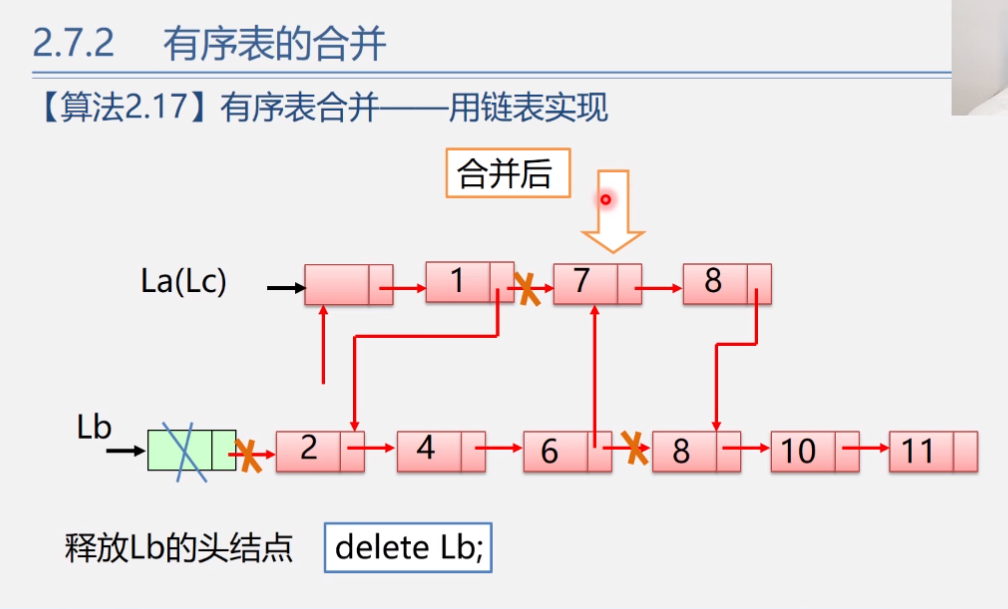 2.7.2 有序表的合并
【算法2.17】有序表合并——用链表实现
合并后
La(Lc) 1 7 8
Lb 2 4 6 8 10 11
释放Lb的头结点 delete Lb;